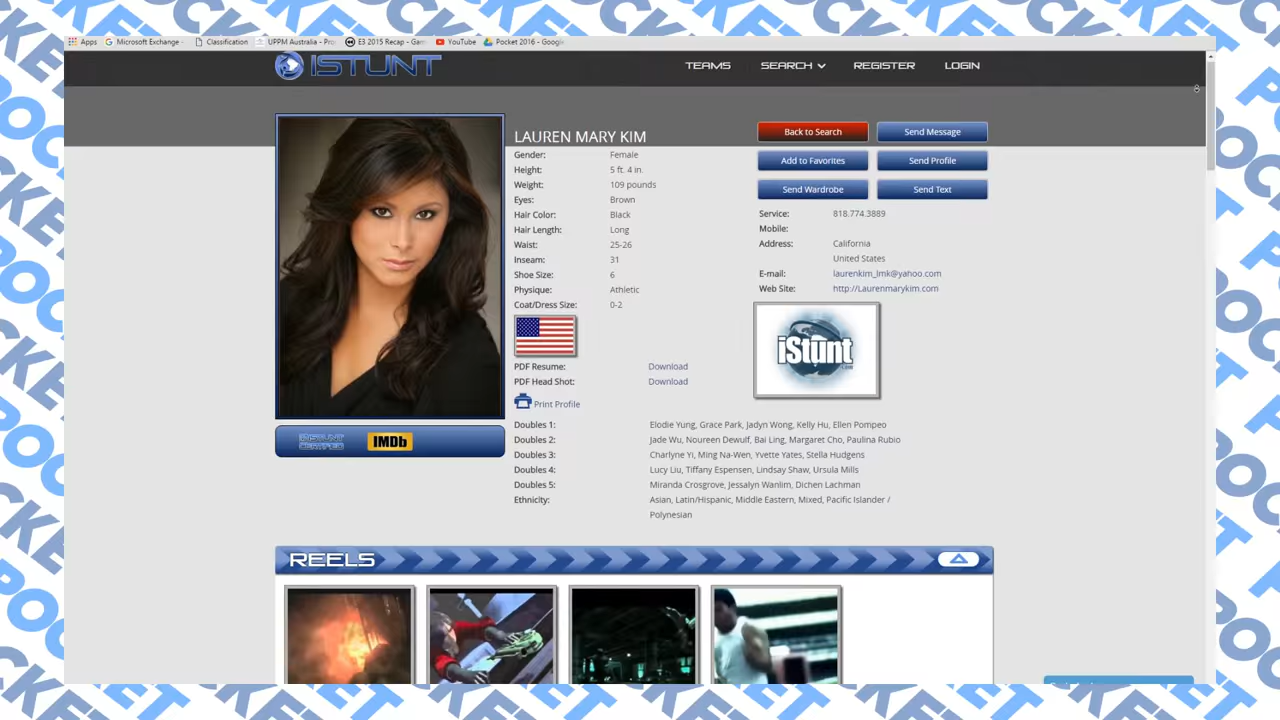 Apps Microsoft Exchange - Classification UPPM Australia - Pro E3 2015 Recap - Gam YouTube Pocket 2016 - Google
ISTUNT
TEAMS SEARCH REGISTER LOGIN
LAUREN MARY KIM
Gender: Female
Height: 5 ft. 4 in.
Weight: 109 pounds
Eyes: Brown
Hair Color: Black
Hair Length: Long
Waist: 25-26
Inseam: 31
Shoe Size: 6
Physique: Athletic
Coat/Dress Size: 0-2
PDF Resume: Download
PDF Head Shot: Download
Print Profile
Back to Search Send Message
Add to Favorites Send Profile
Send Wardrobe Send Text
Service: 818.774.3889
Mobile:
Address: California
United States
E-mail: laurenkim_lmk@yahoo.com
Web Site: http://Laurenmarykim.com
iStunt
.com
ISTUNT
CERTIFIED
IMDb
Doubles 1: Elodie Yung, Grace Park, Jadyn Wong, Kelly Hu, Ellen Pompeo
Doubles 2: Jade Wu, Noureen Dewulf, Bai Ling, Margaret Cho, Paulina Rubio
Doubles 3: Charlyne Yi, Ming Na-Wen, Yvette Yates, Stella Hudgens
Doubles 4: Lucy Liu, Tiffany Espensen, Lindsay Shaw, Ursula Mills
Doubles 5: Miranda Crosgrove, Jessalyn Wanlim, Dichen Lachman
Ethnicity: Asian, Latin/Hispanic, Middle Eastern, Mixed, Pacific Islander /
Polynesian
REELS
POCKET